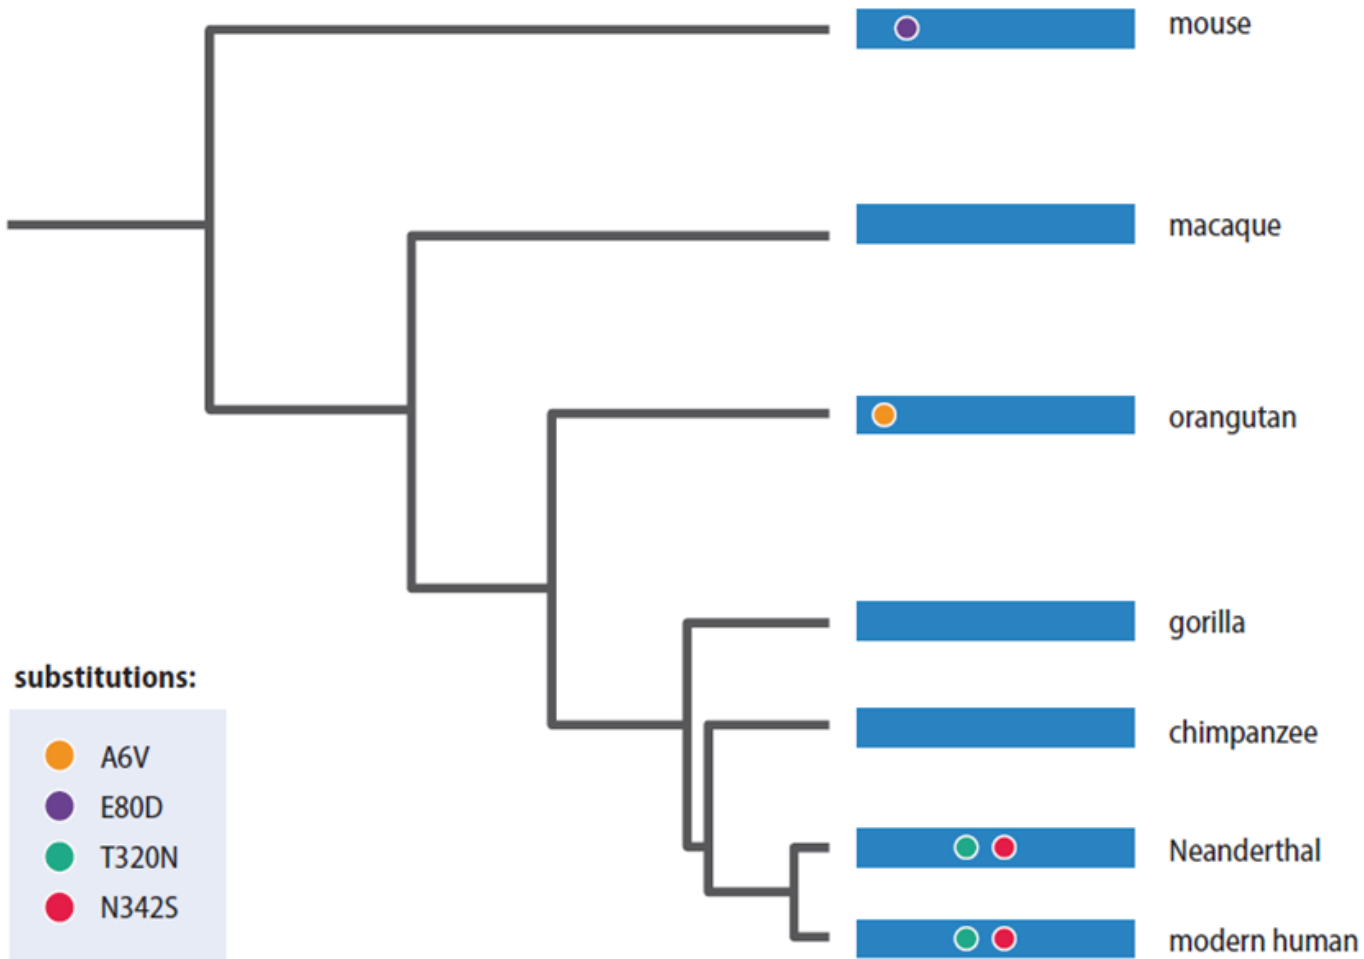 mouse
macaque
orangutan
gorilla
chimpanzee
Neanderthal
modern human
substitutions:
A6V
E80D
T320N
N342S